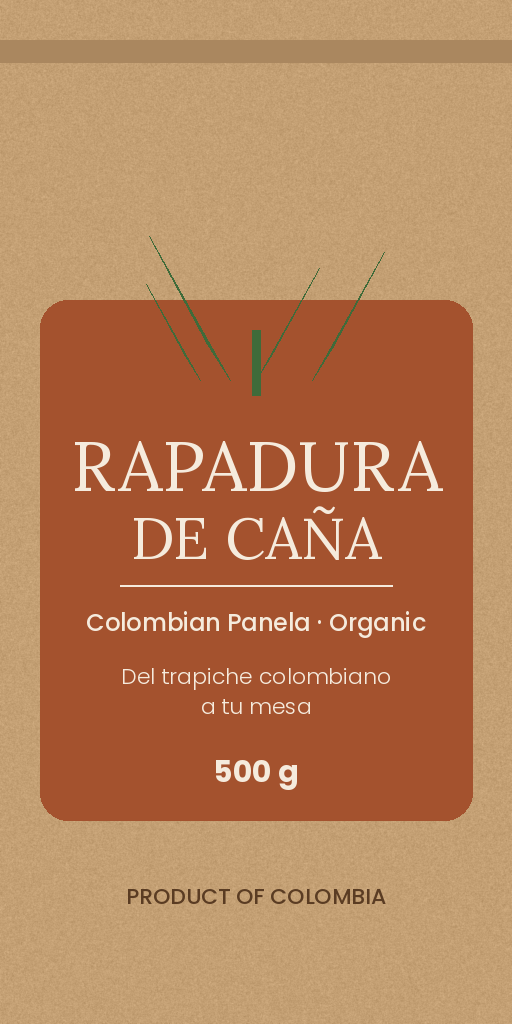 RAPADURA
DE CAÑA
Colombian Panela · Organic
Del trapiche colombiano
a tu mesa
500 g
PRODUCT OF COLOMBIA